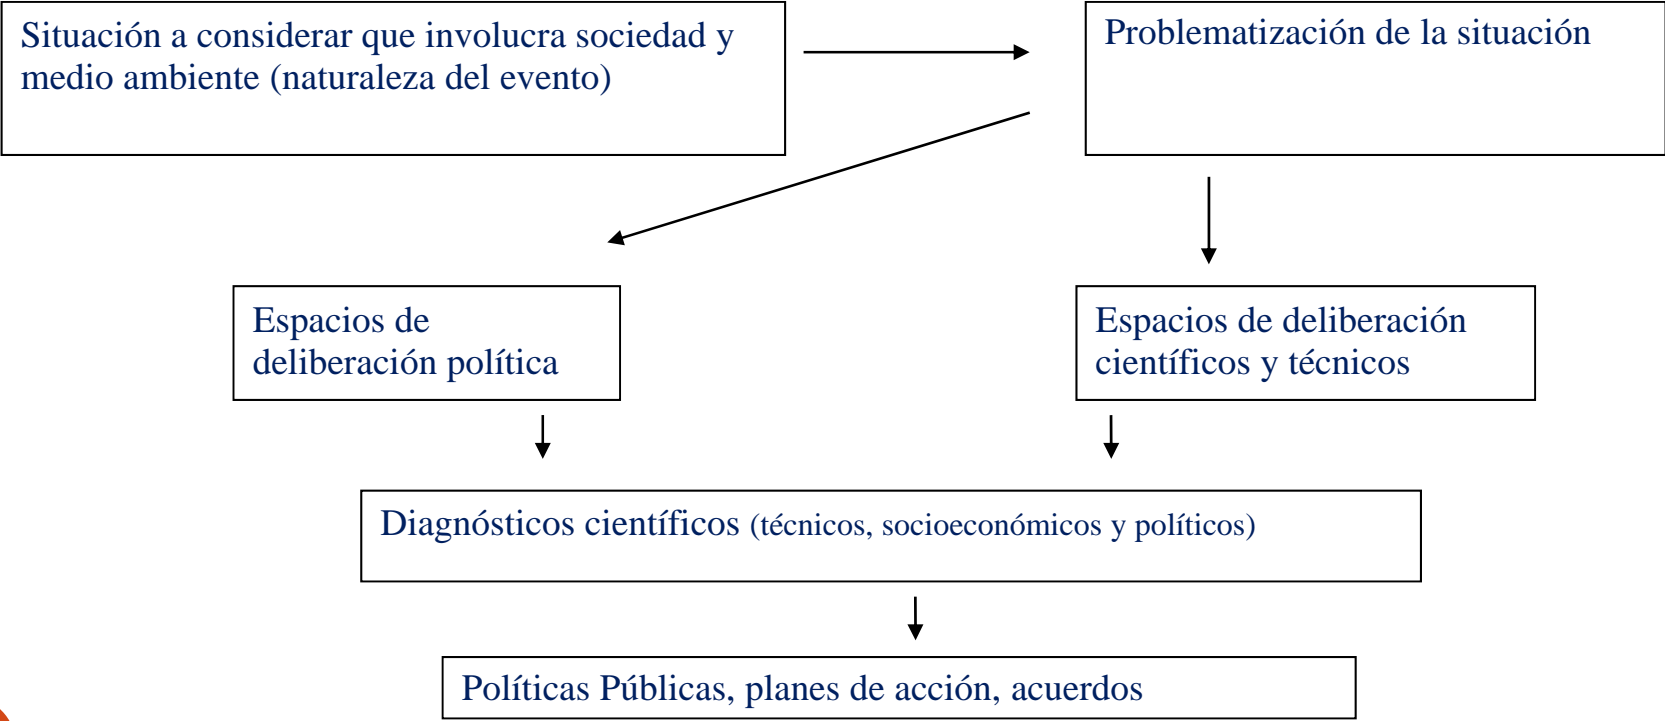 Situación a considerar que involucra sociedad y
medio ambiente (naturaleza del evento)
Problematización de la situación
Espacios de
deliberación política
Espacios de deliberación
científicos y técnicos
Diagnósticos científicos (técnicos, socioeconómicos y políticos)
Políticas Públicas, planes de acción, acuerdos